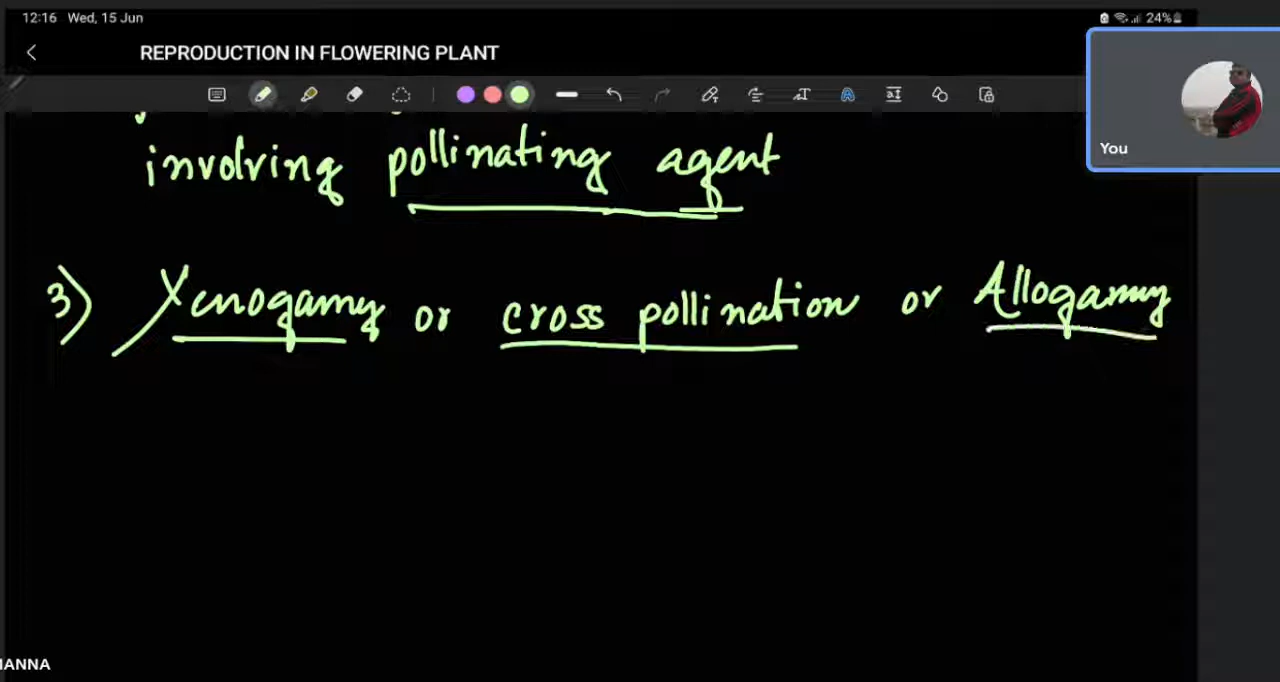 12:16 Wed, 15 Jun
24%
REPRODUCTION IN FLOWERING PLANT
You
involving pollinating agent
3) Xenogamy or cross pollination or Allogamy